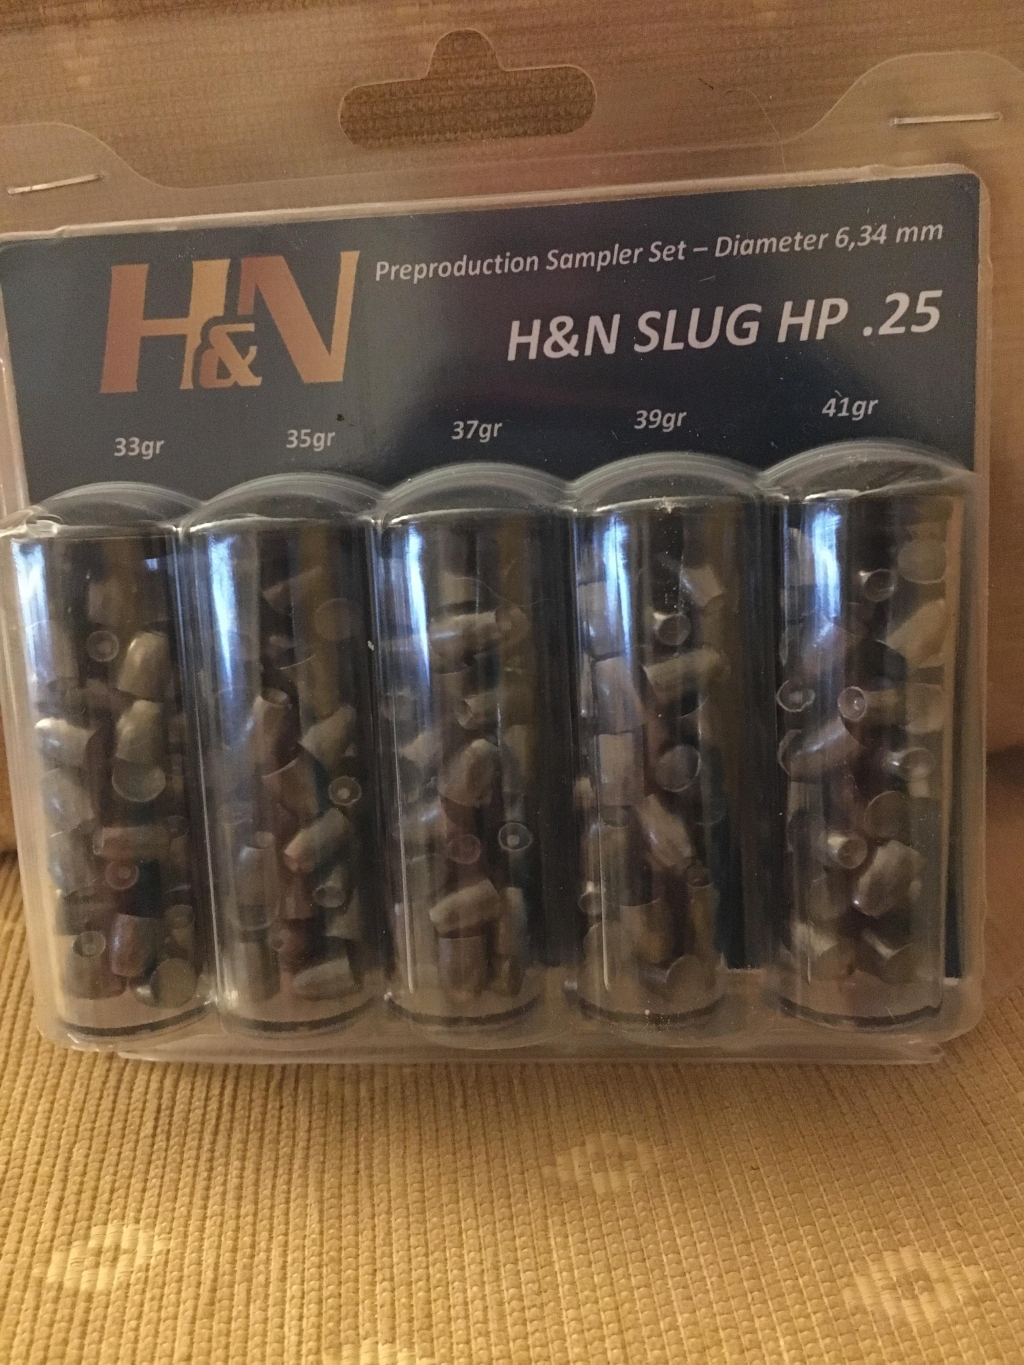 H&N
Preproduction Sampler Set – Diameter 6,34 mm
H&N SLUG HP .25
33gr
35gr
37gr
39gr
41gr